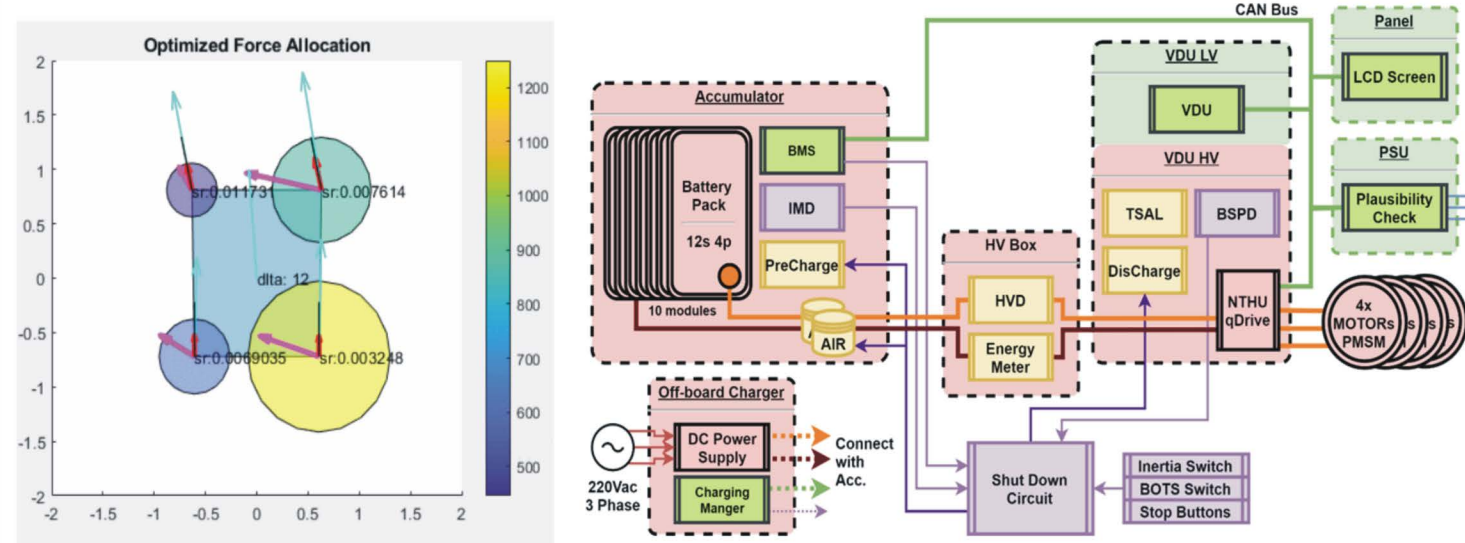 Optimized Force Allocation
2
1.5
1
0.5
0
-0.5
-1
-1.5
-2
-2
-1.5
-1
-0.5
0
0.5
1
1.5
2
sr:0.011731
sr:0.007614
dlta: 12
sr:0.0069035
sr:0.003248
1200
1100
1000
900
800
700
600
500
CAN Bus
Accumulator
Battery
Pack
12s 4p
10 modules
BMS
IMD
PreCharge
A
AIR
HV Box
HVD
Energy
Meter
VDU LV
VDU
VDU HV
TSAL
BSPD
DisCharge
NTHU
qDrive
Panel
LCD Screen
PSU
Plausibility
Check
4x
MOTORs
PMSM
s
s
s
Off-board Charger
DC Power
Supply
Charging
Manger
220Vac
3 Phase
Connect
with
Acc.
Shut Down
Circuit
Inertia Switch
BOTS Switch
Stop Buttons